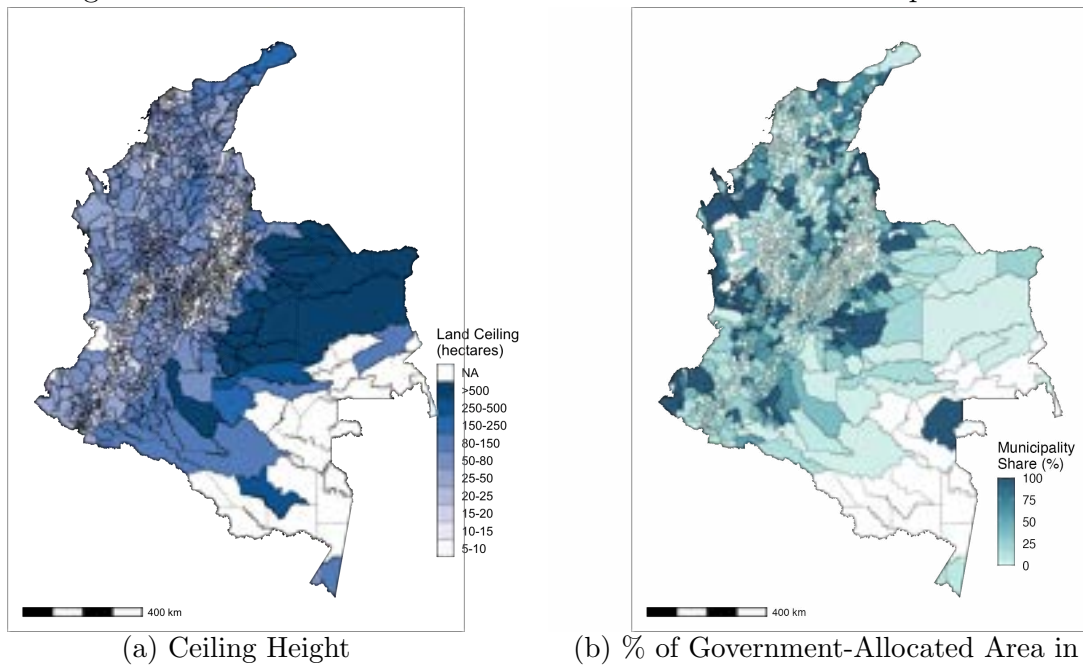 Land Ceiling
(hectares)
NA
>500
250-500
150-250
80-150
50-80
25-50
20-25
15-20
10-15
5-10
400 km
(a) Ceiling Height
Municipality
Share (%)
100
75
50
25
0
400 km
(b) % of Government-Allocated Area in